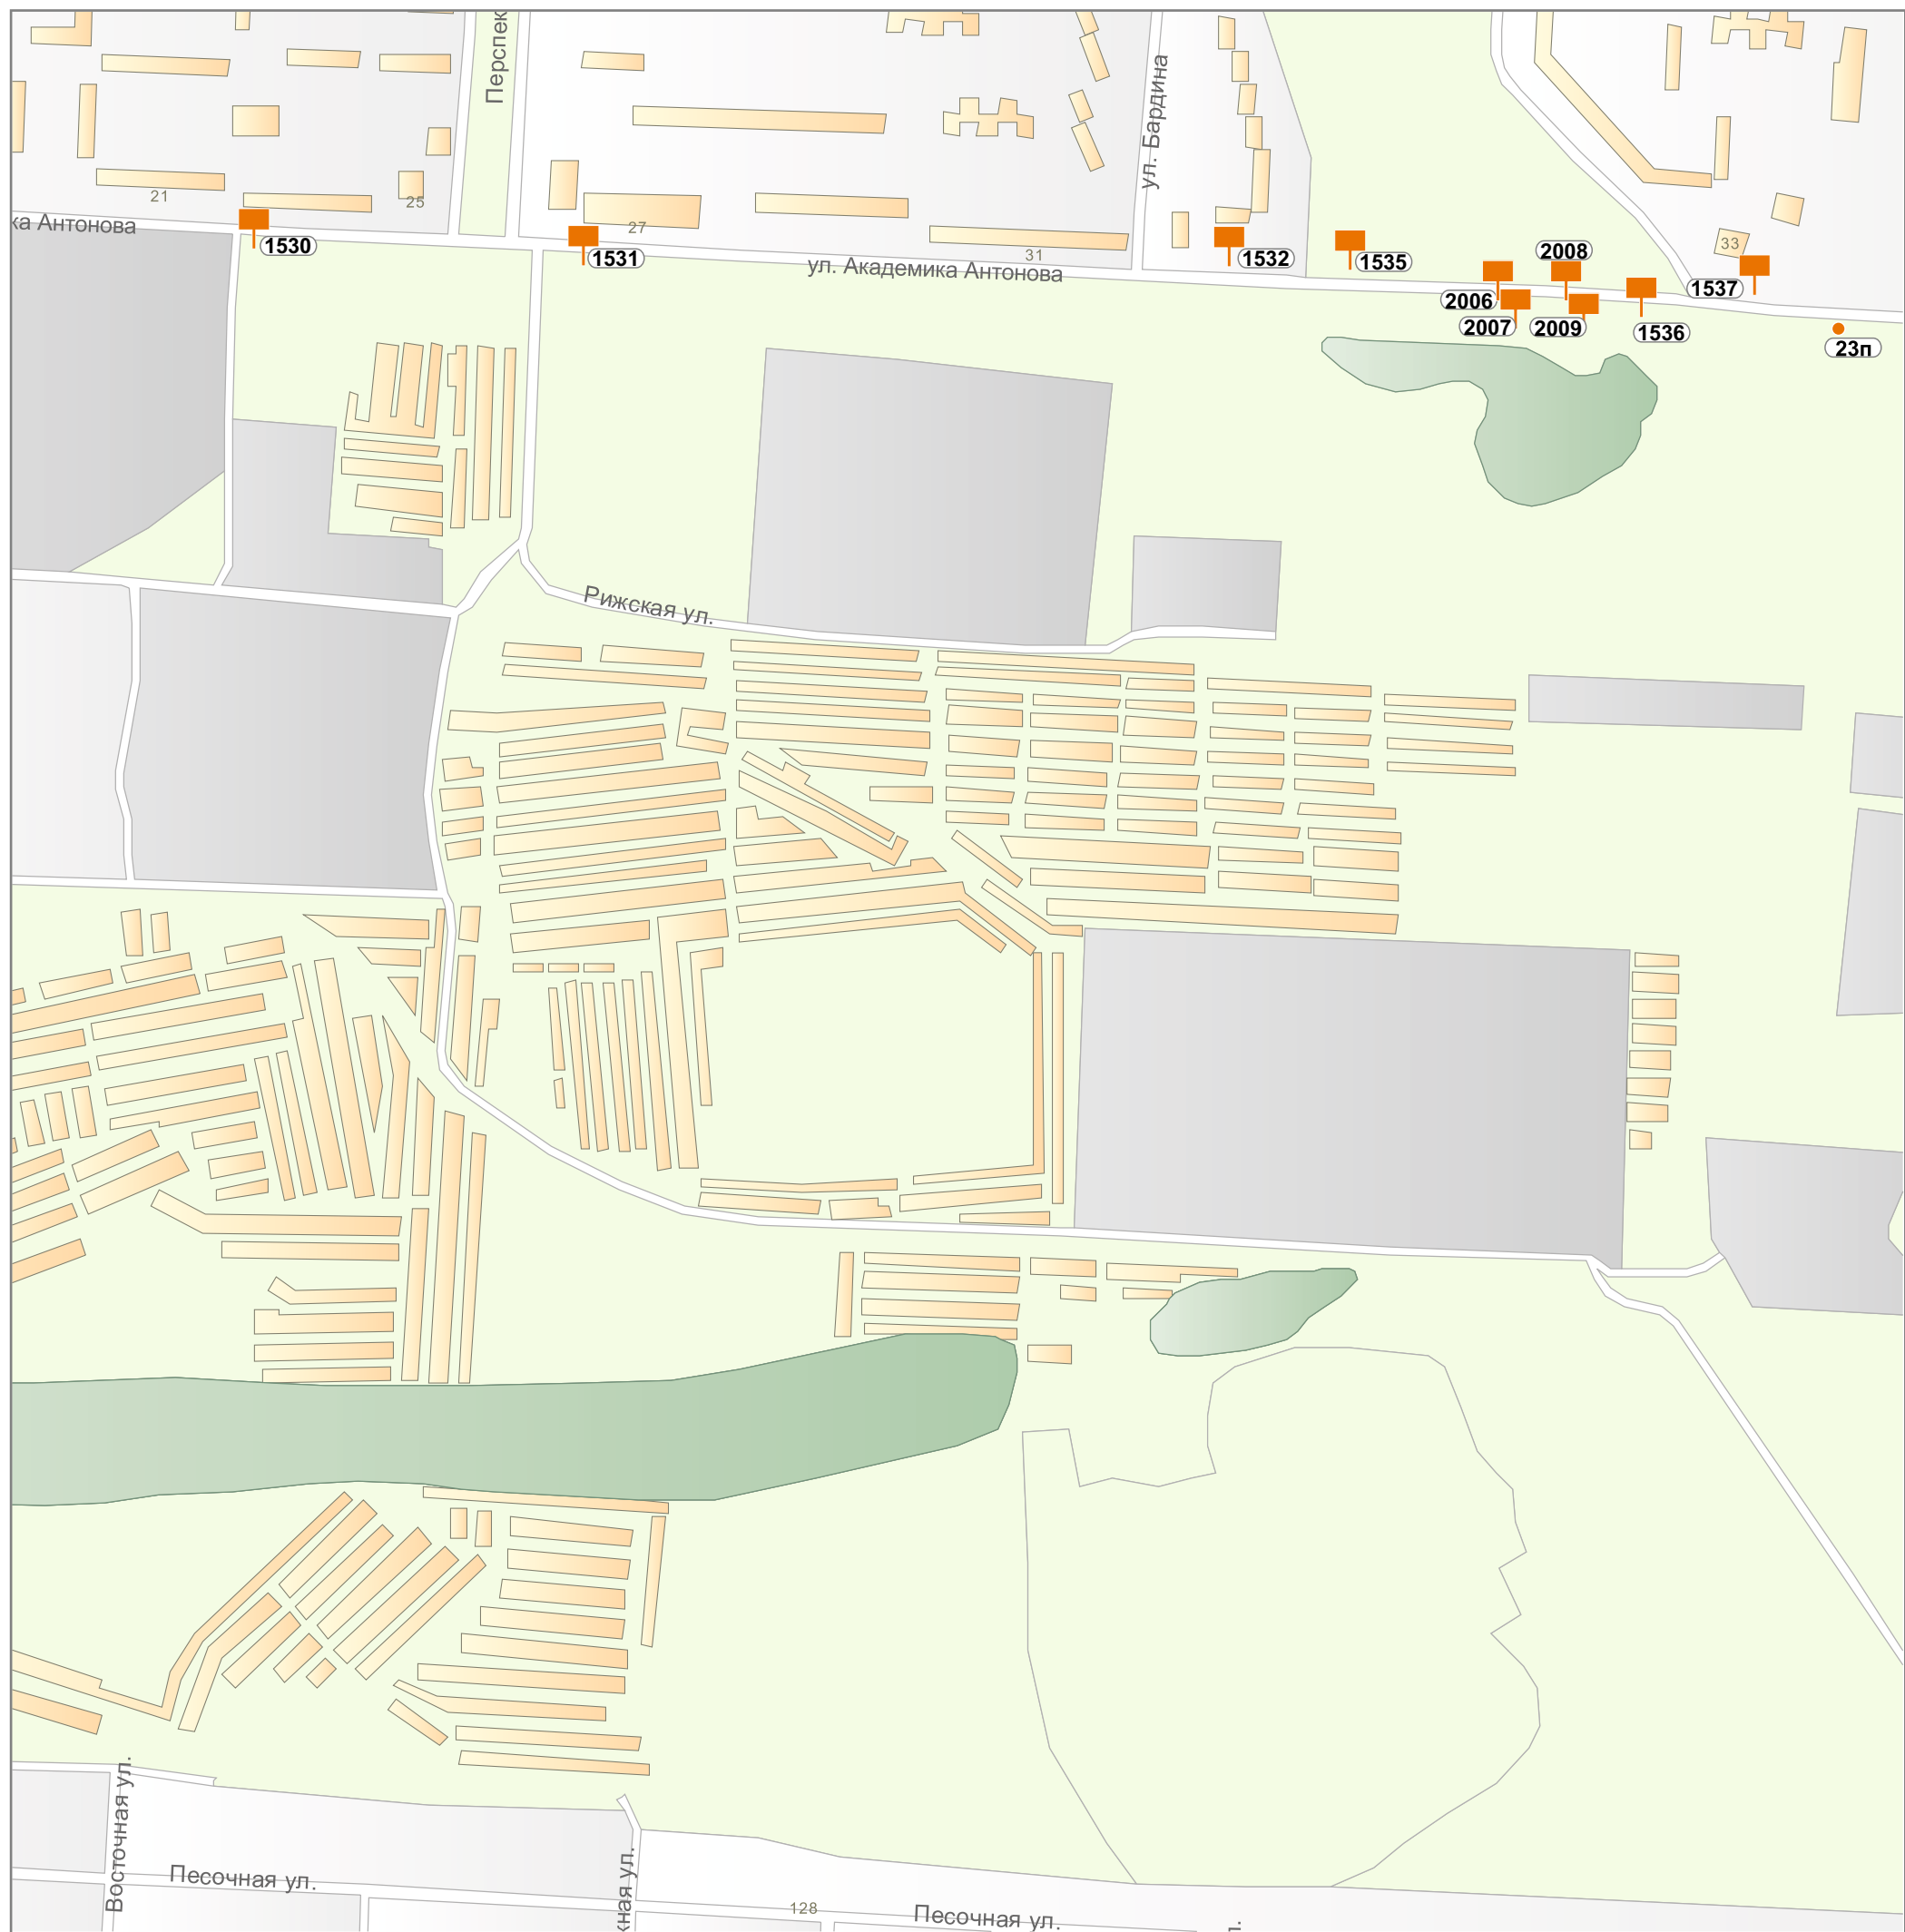 Перспек
ул. Бардина
21
25
27
31
33
ка Антонова
ул. Академика Антонова
1530
1531
1532
1535
2008
2006
2007
2009
1536
1537
23п
Рижская ул.
Восточная ул.
Песочная ул.
жная ул.
128
Песочная ул.
л.